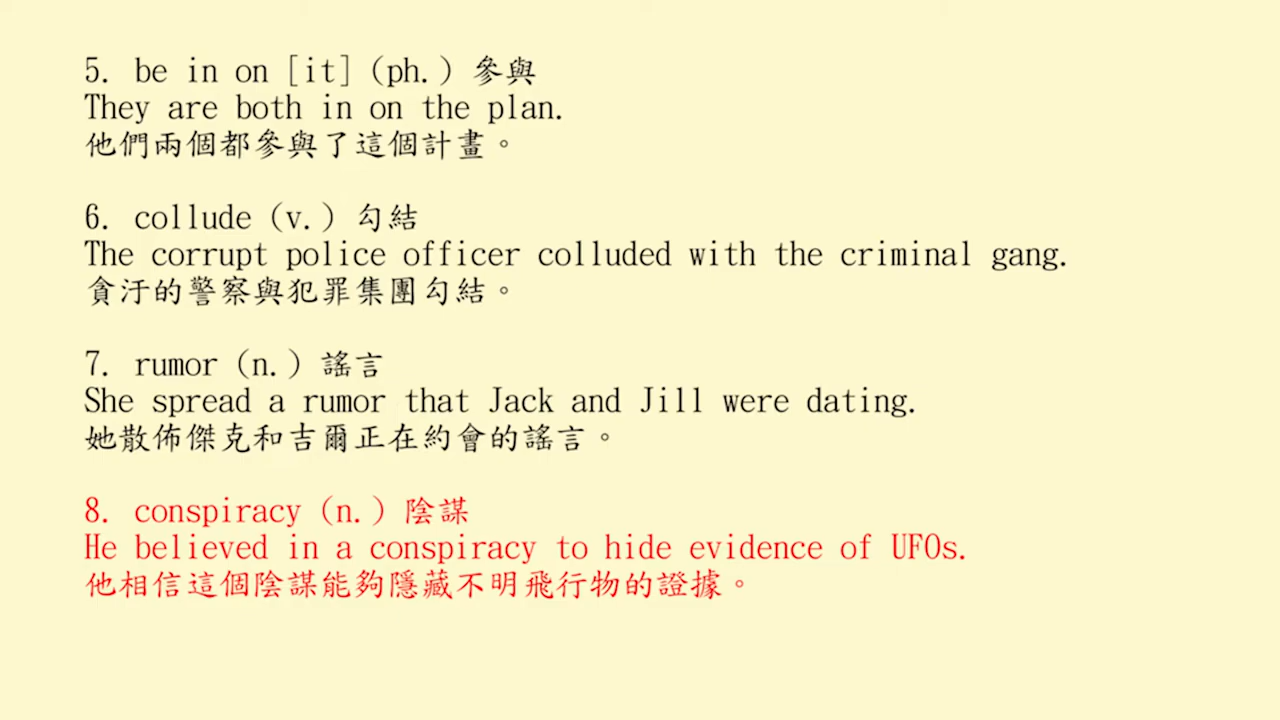 5. be in on [it] (ph.) 參與
They are both in on the plan.
他們兩個都參與了這個計畫。
6. collude (v.) 勾結
The corrupt police officer colluded with the criminal gang.
貪汙的警察與犯罪集團勾結。
7. rumor (n.) 謠言
She spread a rumor that Jack and Jill were dating.
她散佈傑克和吉爾正在約會的謠言。
8. conspiracy (n.) 陰謀
He believed in a conspiracy to hide evidence of UFOs.
他相信這個陰謀能夠隱藏不明飛行物的證據。